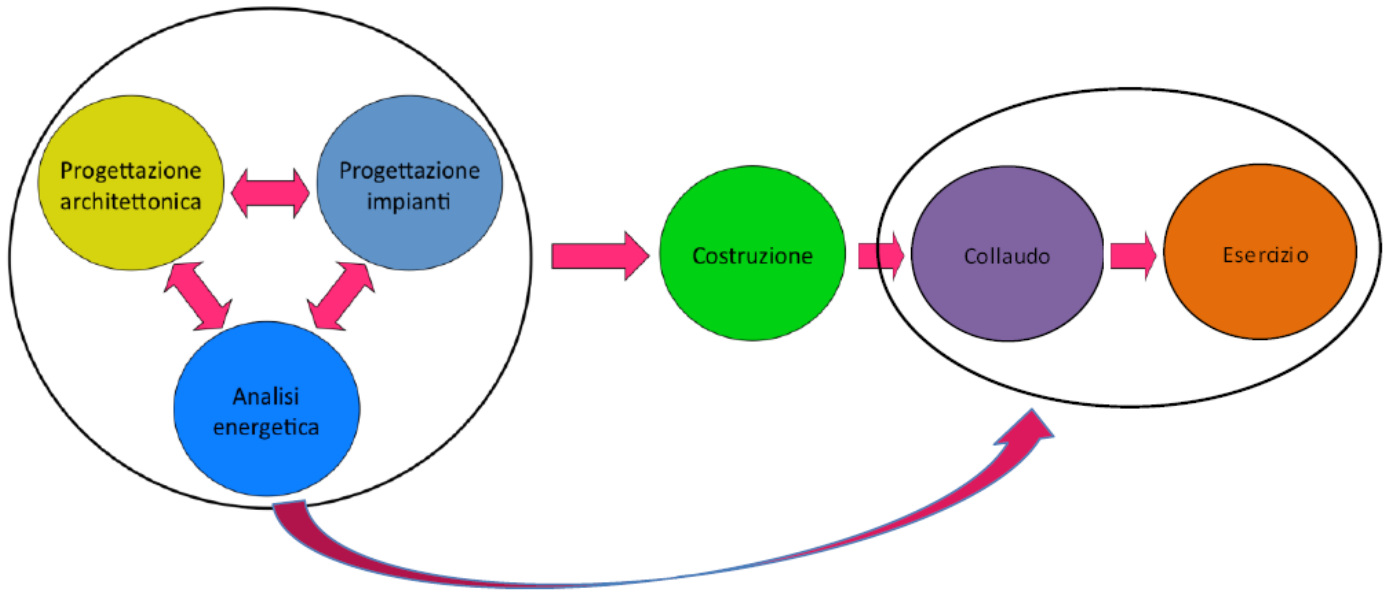 Progettazione
architettonica
Progettazione
impianti
Analisi
energetica
Costruzione
Collaudo
Esercizio